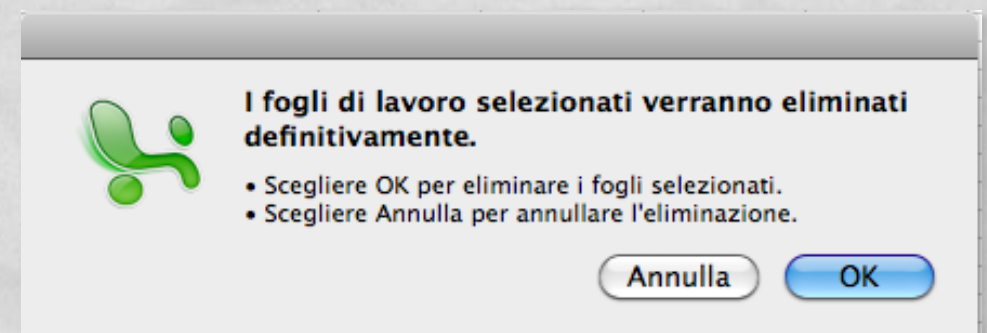 I fogli di lavoro selezionati verranno eliminati
definitivamente.
• Scegliere OK per eliminare i fogli selezionati.
• Scegliere Annulla per annullare l'eliminazione.
Annulla OK